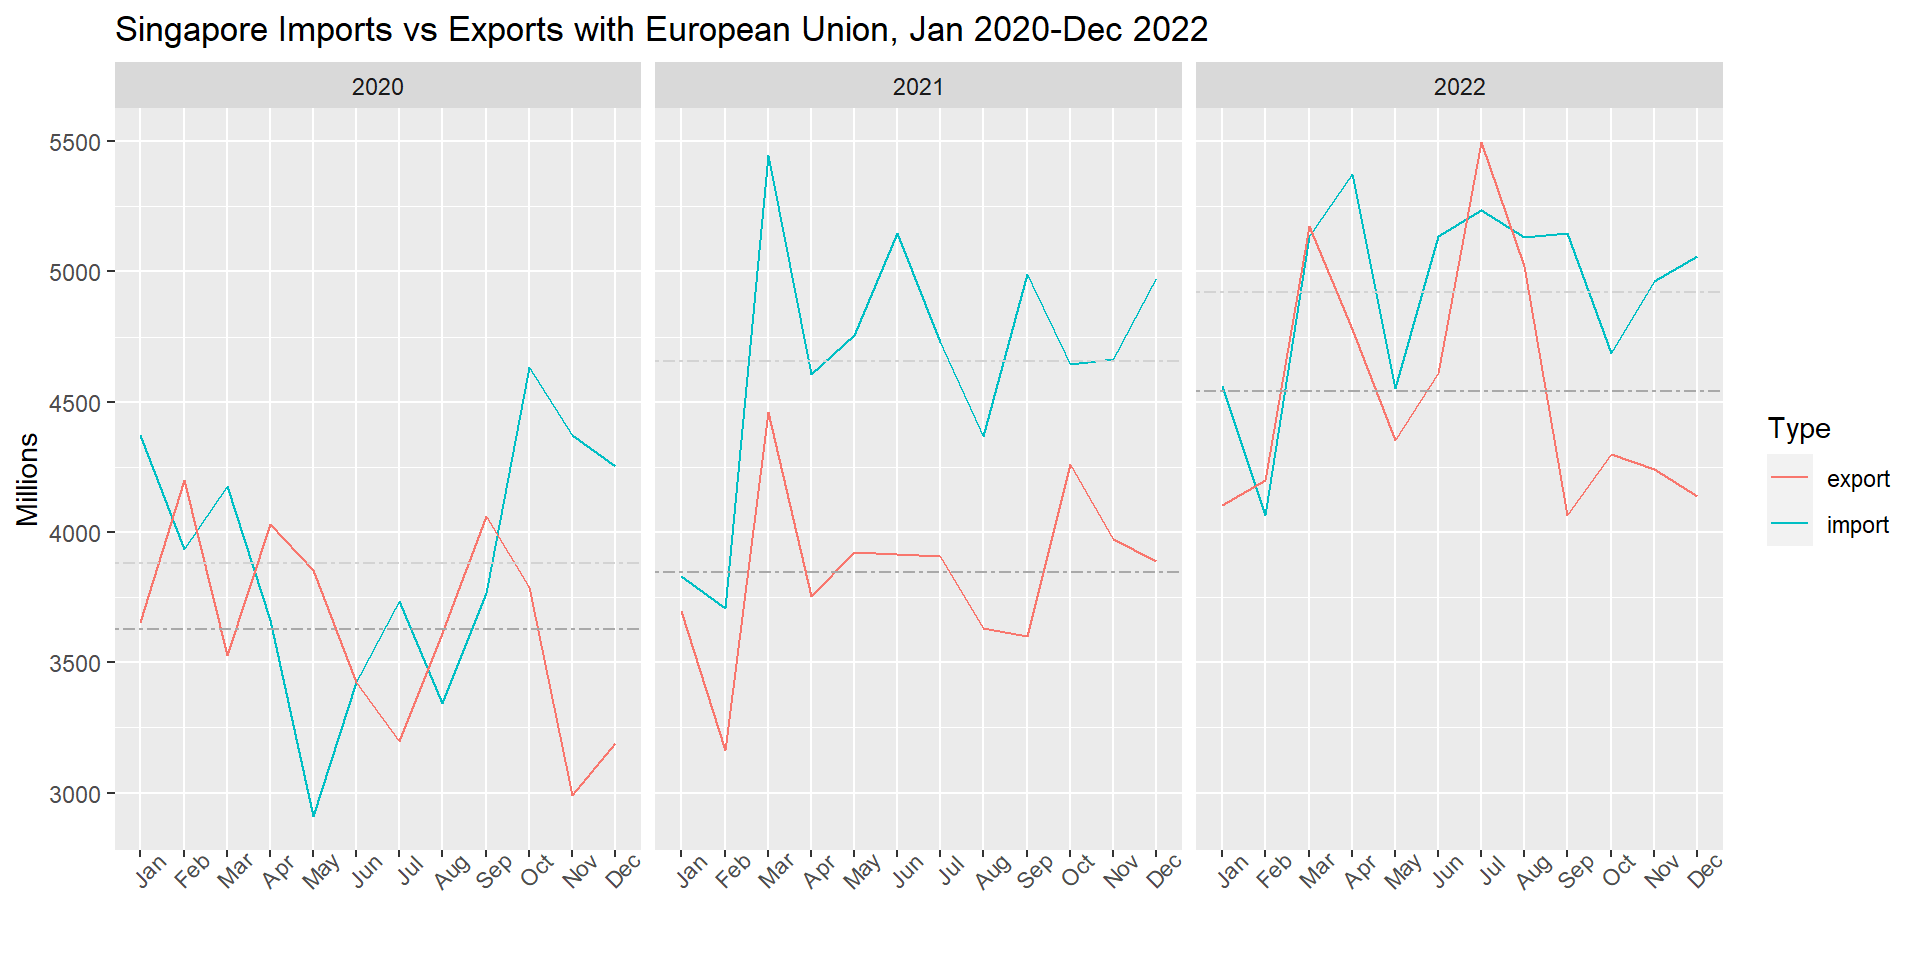 Singapore Imports vs Exports with European Union, Jan 2020-Dec 2022
2020 2021 2022
5500
5000
4500
4000
3500
3000
Millions
Jan Feb Mar Apr May Jun Jul Aug Sep Oct Nov Dec Jan Feb Mar Apr May Jun Jul Aug Sep Oct Nov Dec Jan Feb Mar Apr May Jun Jul Aug Sep Oct Nov Dec
Type
export
import